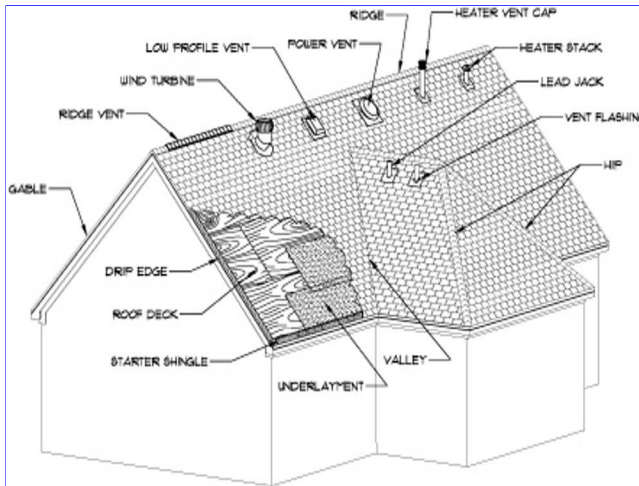 RIDGE
HEATER VENT CAP
LOW PROFILE VENT
POWER VENT
HEATER STACK
WIND TURBINE
LEAD JACK
RIDGE VENT
VENT FLASHIN
HIP
GABLE
DRIP EDGE
ROOF DECK
STARTER SHINGLE
VALLEY
UNDERLAYMENT